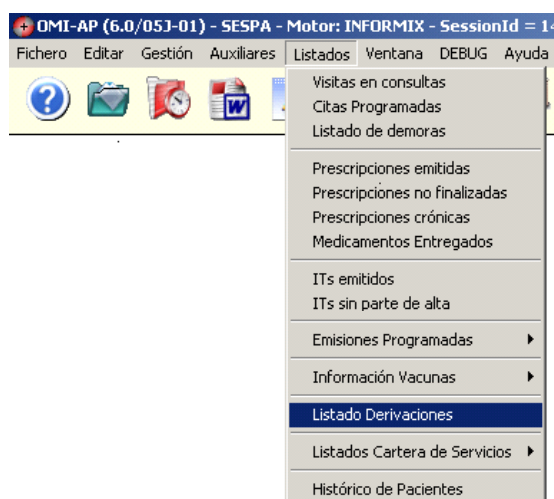 OMI-AP (6.0/05J-01) - SESPA - Motor: INFORMIX - SessionId = 14
Fichero Editar Gestión Auxiliares Listados Ventana DEBUG Ayuda
Visitas en consultas
Citas Programadas
Listado de demoras
Prescripciones emitidas
Prescripciones no finalizadas
Prescripciones crónicas
Medicamentos Entregados
ITs emitidos
ITs sin parte de alta
Emisiones Programadas
Información Vacunas
Listado Derivaciones
Listados Cartera de Servicios
Histórico de Pacientes